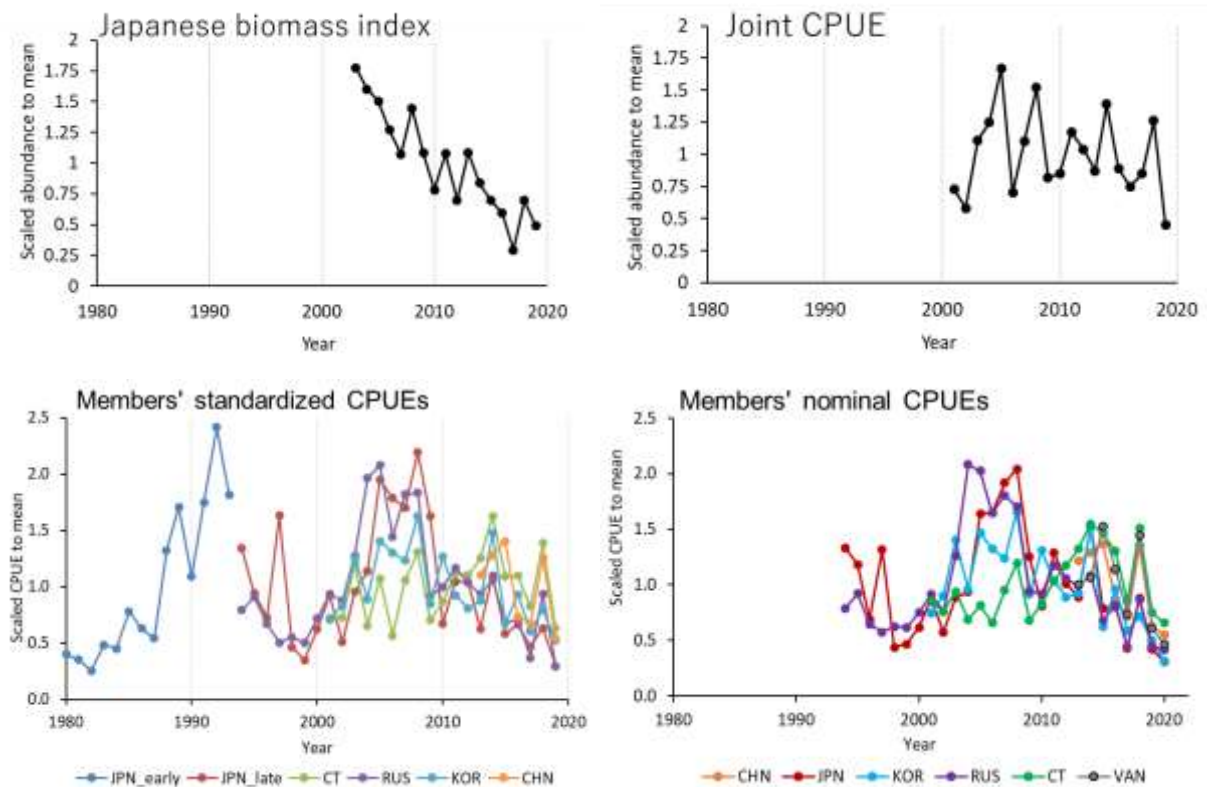 Japanese biomass index
2
1.75
1.5
1.25
1
0.75
0.5
0.25
0
Scaled abundance to mean
1980 1990 2000 2010 2020
Year
Joint CPUE
2
1.75
1.5
1.25
1
0.75
0.5
0.25
0
Scaled abundance to mean
1980 1990 2000 2010 2020
Year
Members' standardized CPUEs
2.5
2.0
1.5
1.0
0.5
0.0
Scaled CPUE to mean
1980 1990 2000 2010 2020
Year
JPN_early JPN_late CT RUS KOR CHN
Members' nominal CPUEs
2.5
2.0
1.5
1.0
0.5
0.0
Scaled CPUE to mean
1980 1990 2000 2010 2020
Year
CHN JPN KOR RUS CT VAN